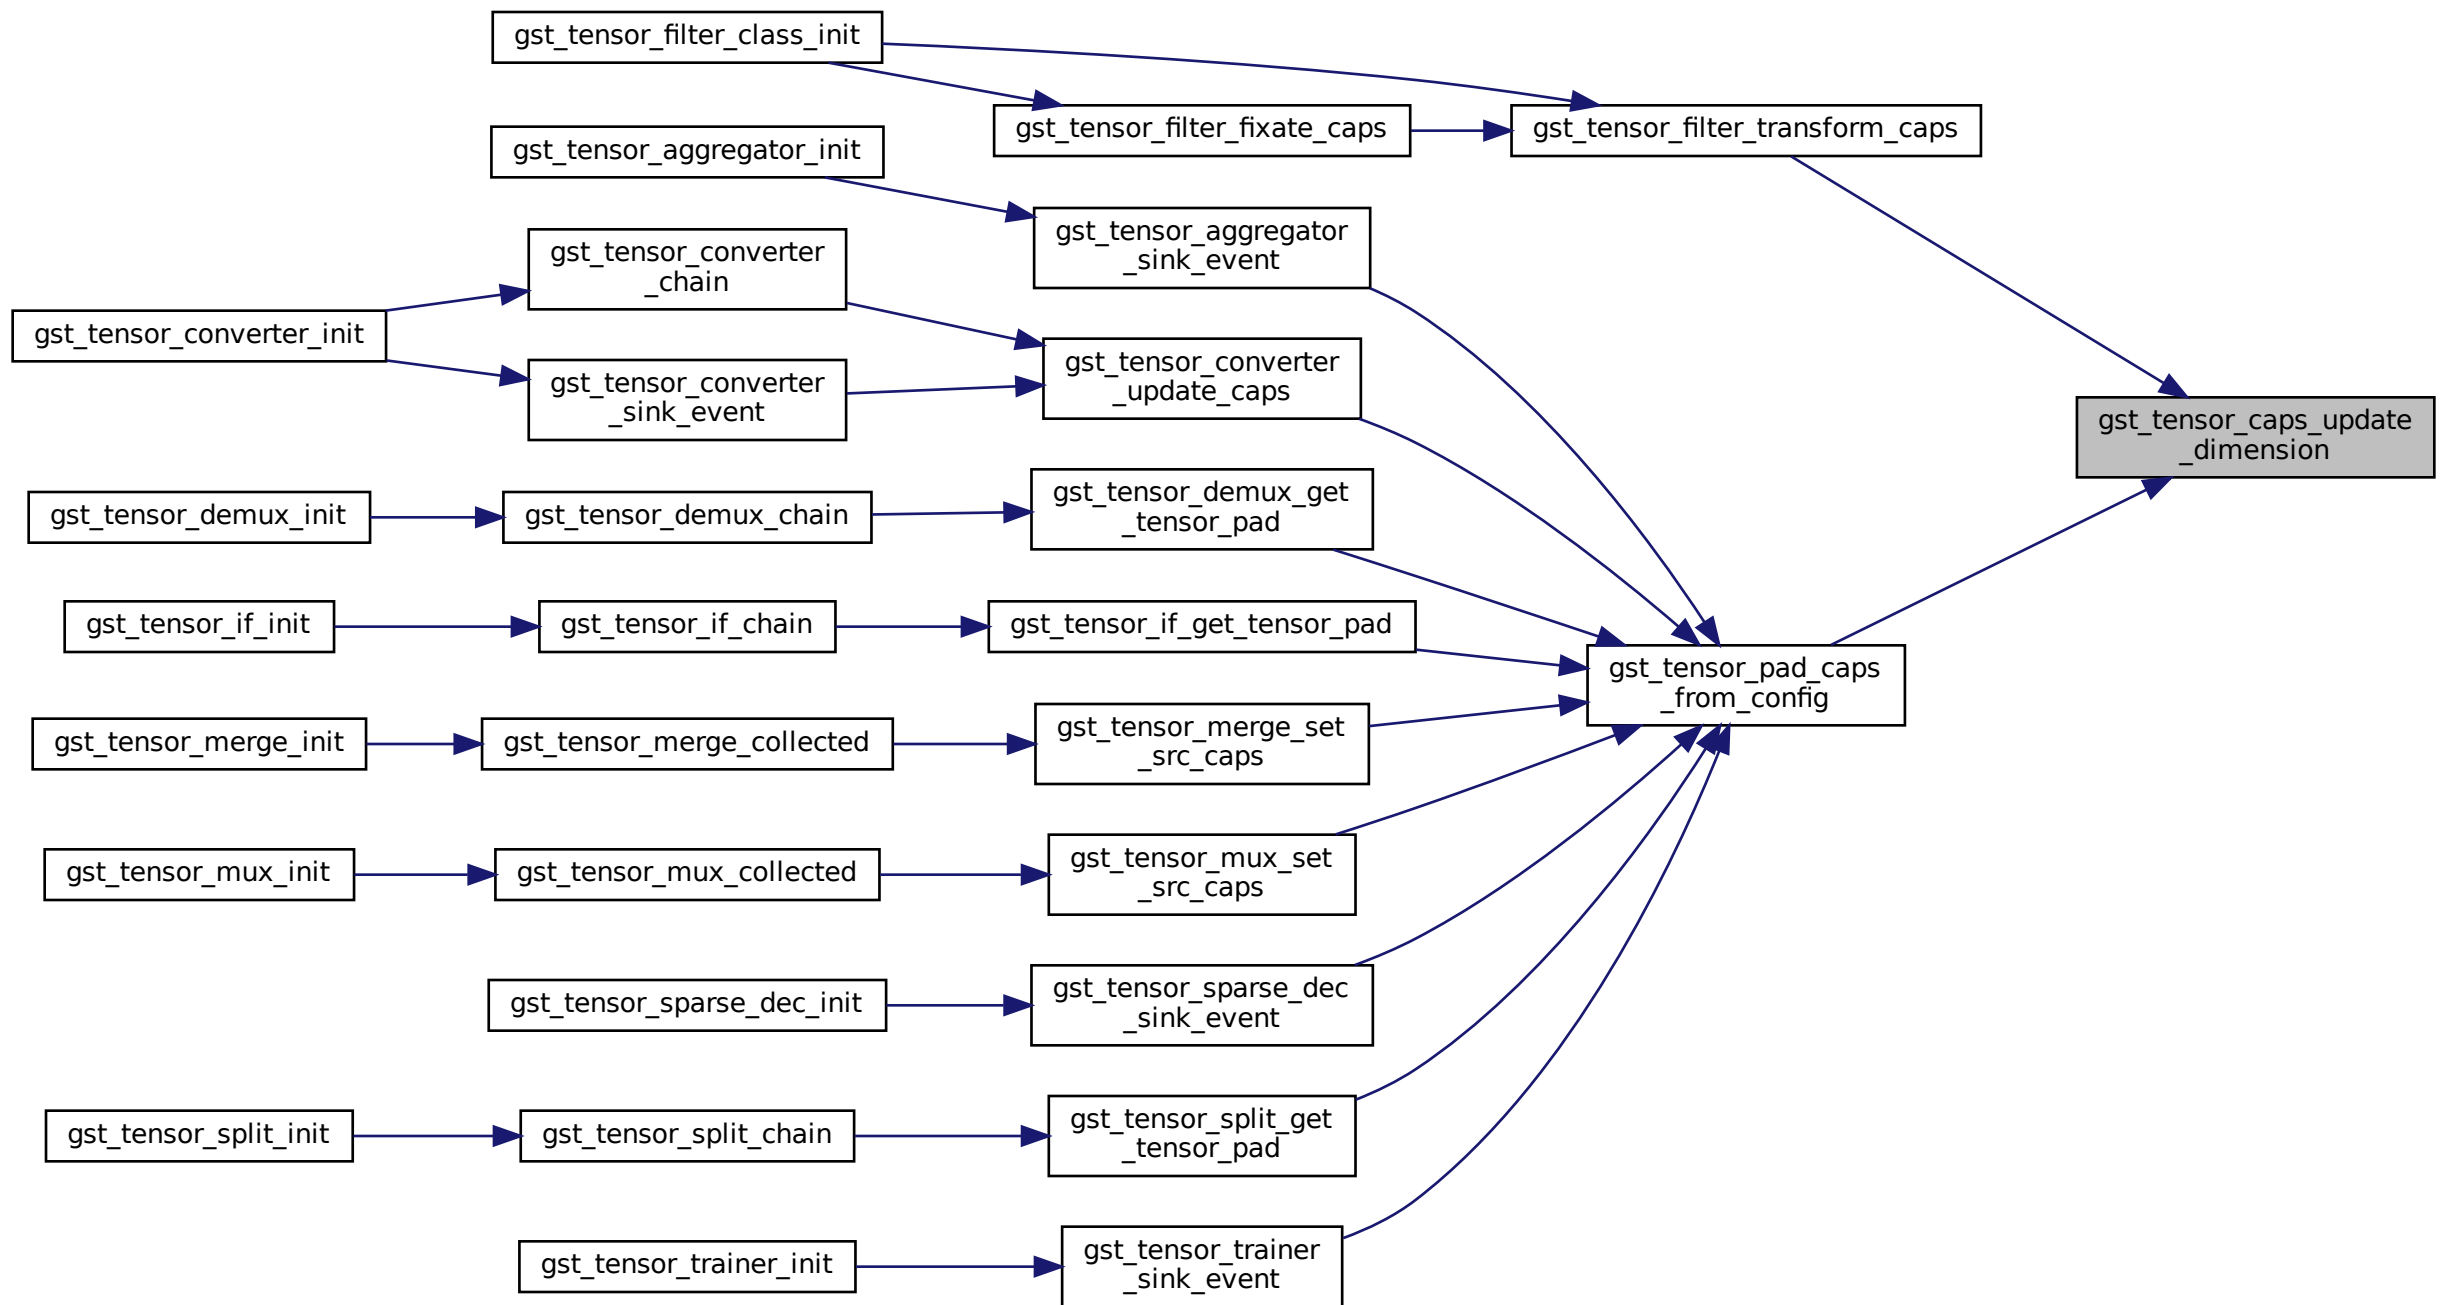 gst_tensor_filter_class_init
gst_tensor_filter_fixate_caps
gst_tensor_filter_transform_caps
gst_tensor_aggregator_init
gst_tensor_aggregator
_sink_event
gst_tensor_converter
_chain
gst_tensor_converter_init
gst_tensor_converter
_sink_event
gst_tensor_converter
_update_caps
gst_tensor_caps_update
_dimension
gst_tensor_demux_init
gst_tensor_demux_chain
gst_tensor_demux_get
_tensor_pad
gst_tensor_if_init
gst_tensor_if_chain
gst_tensor_if_get_tensor_pad
gst_tensor_pad_caps
_from_config
gst_tensor_merge_init
gst_tensor_merge_collected
gst_tensor_merge_set
_src_caps
gst_tensor_mux_init
gst_tensor_mux_collected
gst_tensor_mux_set
_src_caps
gst_tensor_sparse_dec_init
gst_tensor_sparse_dec
_sink_event
gst_tensor_split_init
gst_tensor_split_chain
gst_tensor_split_get
_tensor_pad
gst_tensor_trainer_init
gst_tensor_trainer
_sink_event